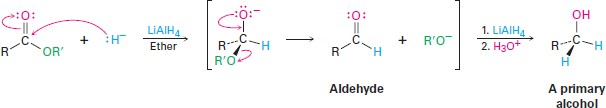 :O:
C
R
OR′
+
:H⁻
LiAlH₄
Ether
:O:⁻
R
C
H
R′O
:O:
C
R
H
+
R′O⁻
1. LiAlH₄
2. H₃O⁺
OH
R
C
H
H
Aldehyde
A primary
alcohol